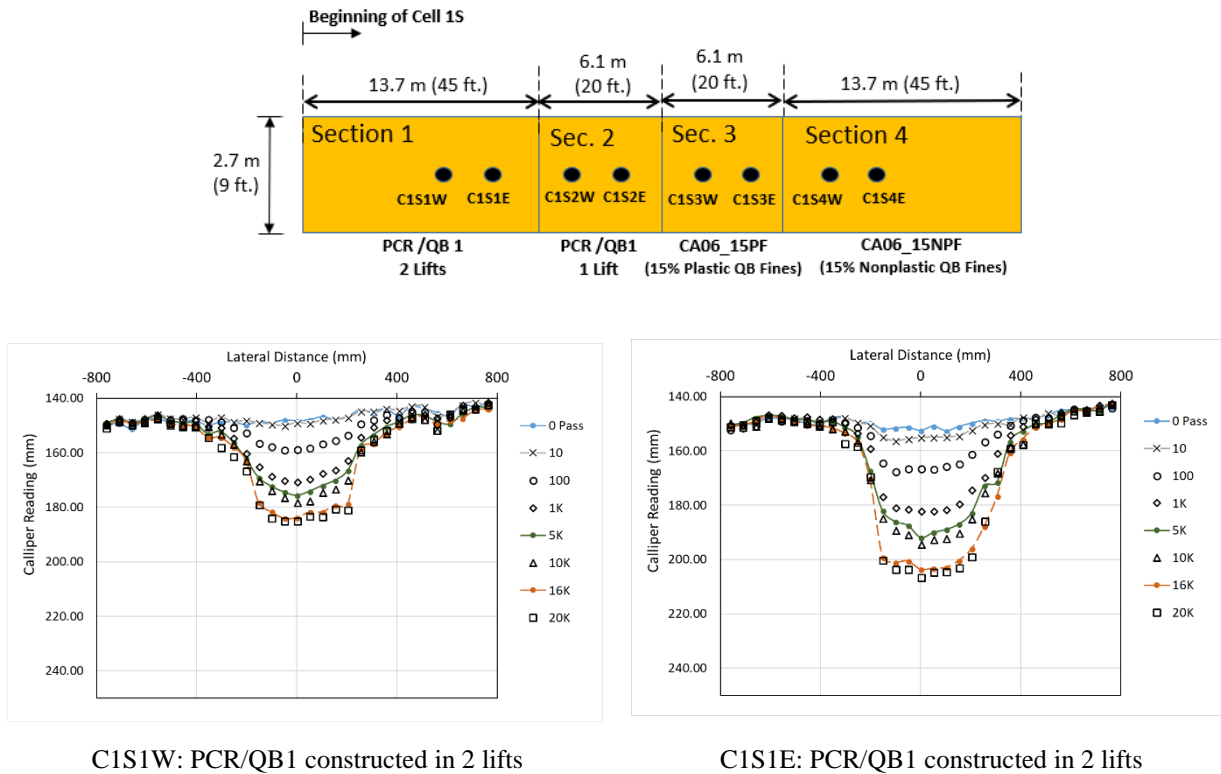 Beginning of Cell 1S
13.7 m (45 ft.)
6.1 m
(20 ft.)
6.1 m
(20 ft.)
13.7 m (45 ft.)
2.7 m
(9 ft.)
Section 1
Sec. 2
Sec. 3
Section 4
C1S1W
C1S1E
C1S2W
C1S2E
C1S3W
C1S3E
C1S4W
C1S4E
PCR /QB 1
2 Lifts
PCR /QB1
1 Lift
CA06_15PF
(15% Plastic QB Fines)
CA06_15NPF
(15% Nonplastic QB Fines)
Lateral Distance (mm)
-800 -400 0 400 800
Calliper Reading (mm)
140.00
160.00
180.00
200.00
220.00
240.00
0 Pass
10
100
1K
5K
10K
16K
20K
C1S1W: PCR/QB1 constructed in 2 lifts
Lateral Distance (mm)
-800 -400 0 400 800
Calliper Reading (mm)
140.00
160.00
180.00
200.00
220.00
240.00
0 Pass
10
100
1K
5K
10K
16K
20K
C1S1E: PCR/QB1 constructed in 2 lifts